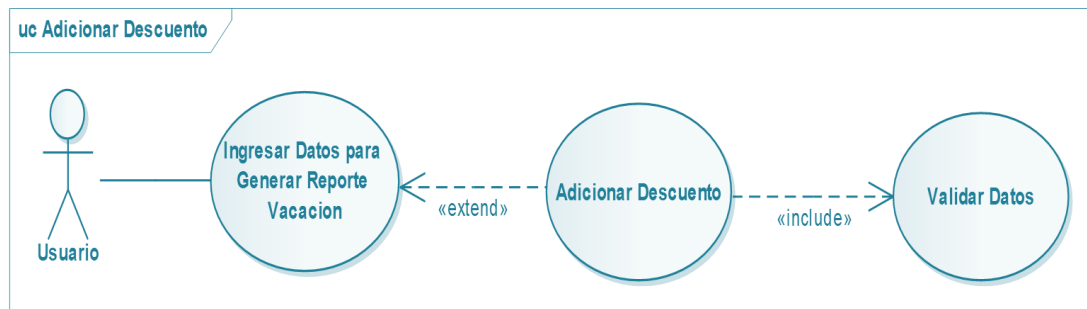 uc Adicionar Descuento
Usuario
Ingresar Datos para
Generar Reporte
Vacacion
«extend»
Adicionar Descuento
«include»
Validar Datos